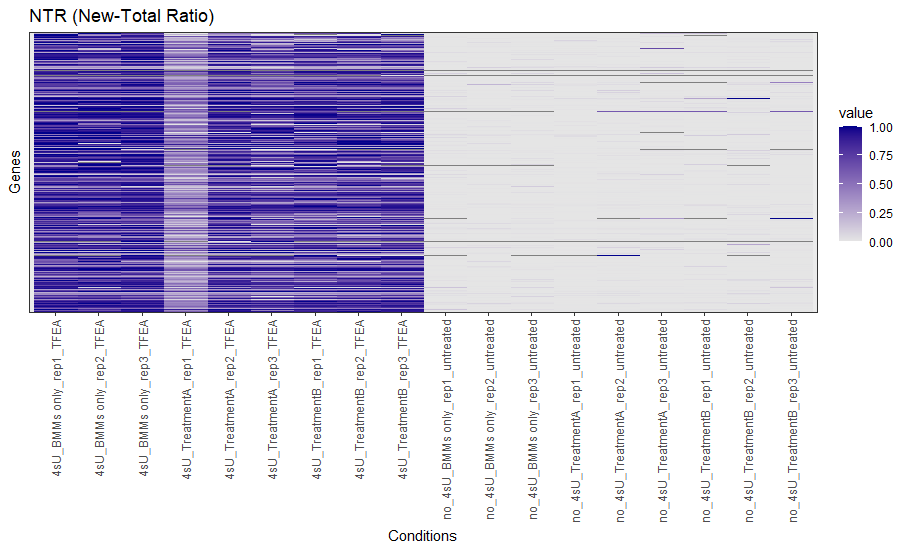 NTR (New-Total Ratio)
Genes
value
1.00
0.75
0.50
0.25
0.00
4sU_BMMs only_rep1_TFEA
4sU_BMMs only_rep2_TFEA
4sU_BMMs only_rep3_TFEA
4sU_TreatmentA_rep1_TFEA
4sU_TreatmentA_rep2_TFEA
4sU_TreatmentA_rep3_TFEA
4sU_TreatmentB_rep1_TFEA
4sU_TreatmentB_rep2_TFEA
4sU_TreatmentB_rep3_TFEA
no_4sU_BMMs only_rep1_untreated
no_4sU_BMMs only_rep2_untreated
no_4sU_BMMs only_rep3_untreated
no_4sU_TreatmentA_rep1_untreated
no_4sU_TreatmentA_rep2_untreated
no_4sU_TreatmentA_rep3_untreated
no_4sU_TreatmentB_rep1_untreated
no_4sU_TreatmentB_rep2_untreated
no_4sU_TreatmentB_rep3_untreated
Conditions